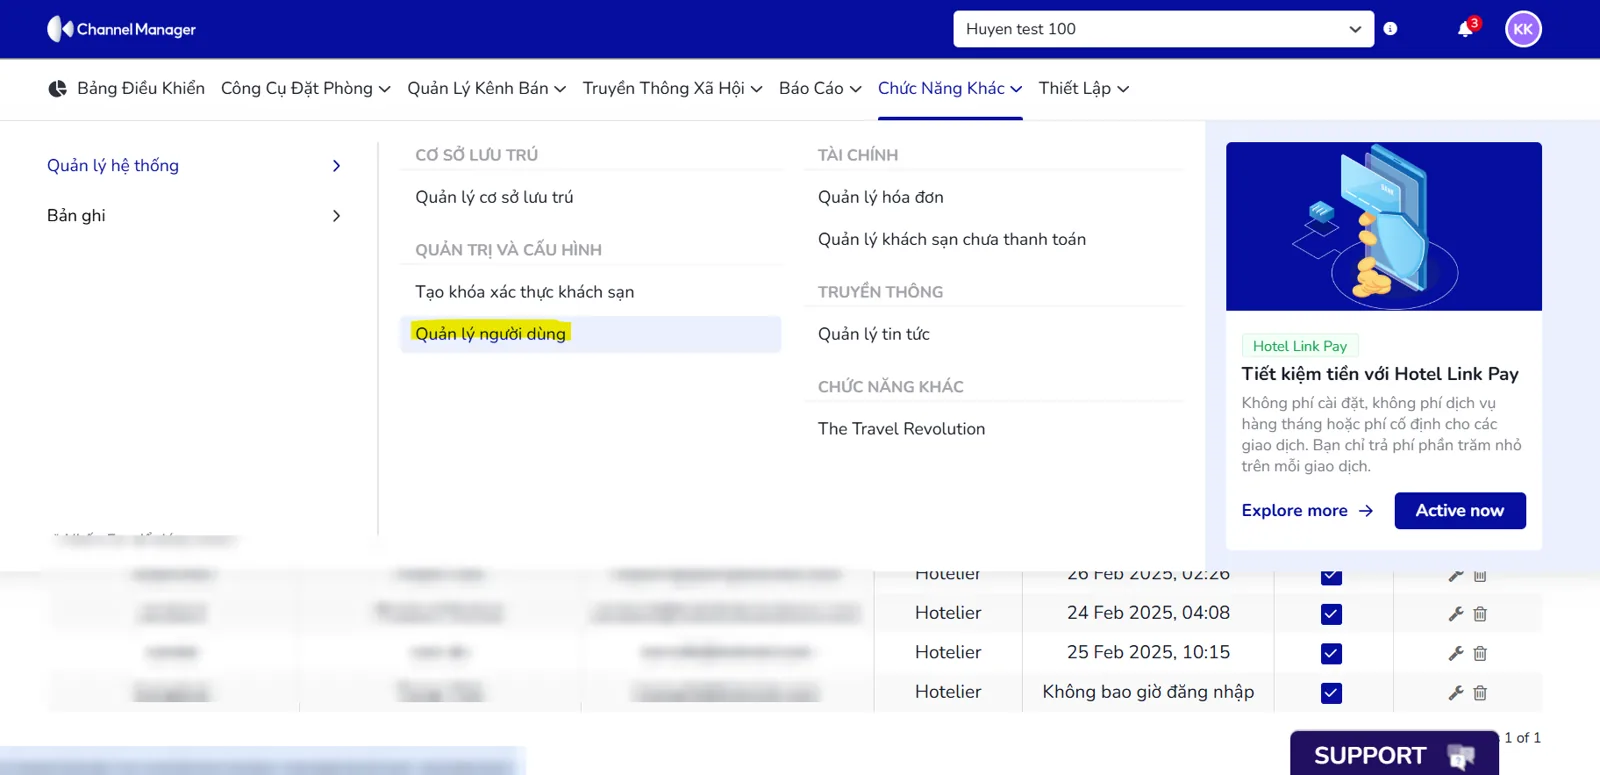 Channel Manager
Huyen test 100
3
KK
Bảng Điều Khiển
Công Cụ Đặt Phòng
Quản Lý Kênh Bán
Truyền Thông Xã Hội
Báo Cáo
Chức Năng Khác
Thiết Lập
Quản lý hệ thống
Bản ghi
CƠ SỞ LƯU TRÚ
Quản lý cơ sở lưu trú
QUẢN TRỊ VÀ CẤU HÌNH
Tạo khóa xác thực khách sạn
Quản lý người dùng
TÀI CHÍNH
Quản lý hóa đơn
Quản lý khách sạn chưa thanh toán
TRUYỀN THÔNG
Quản lý tin tức
CHỨC NĂNG KHÁC
The Travel Revolution
Hotel Link Pay
Tiết kiệm tiền với Hotel Link Pay
Không phí cài đặt, không phí dịch vụ
hàng tháng hoặc phí cố định cho các
giao dịch. Bạn chỉ trả phí phần trăm nhỏ
trên mỗi giao dịch.
Explore more
Active now
Hotelier 26 Feb 2025, 02:26
Hotelier 24 Feb 2025, 04:08
Hotelier 25 Feb 2025, 10:15
Hotelier Không bao giờ đăng nhập
1 of 1
SUPPORT